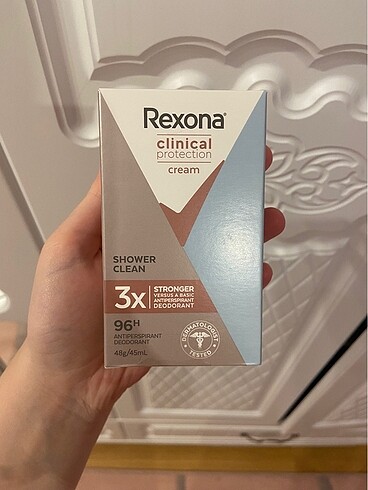 Rexona®
clinical
protection
cream
SHOWER
CLEAN
3x STRONGER
VERSUS A BASIC
ANTIPERSPIRANT
DEODORANT
96H
ANTIPERSPIRANT
DEODORANT
48g/45mL
DERMATOLOGIST
TESTED